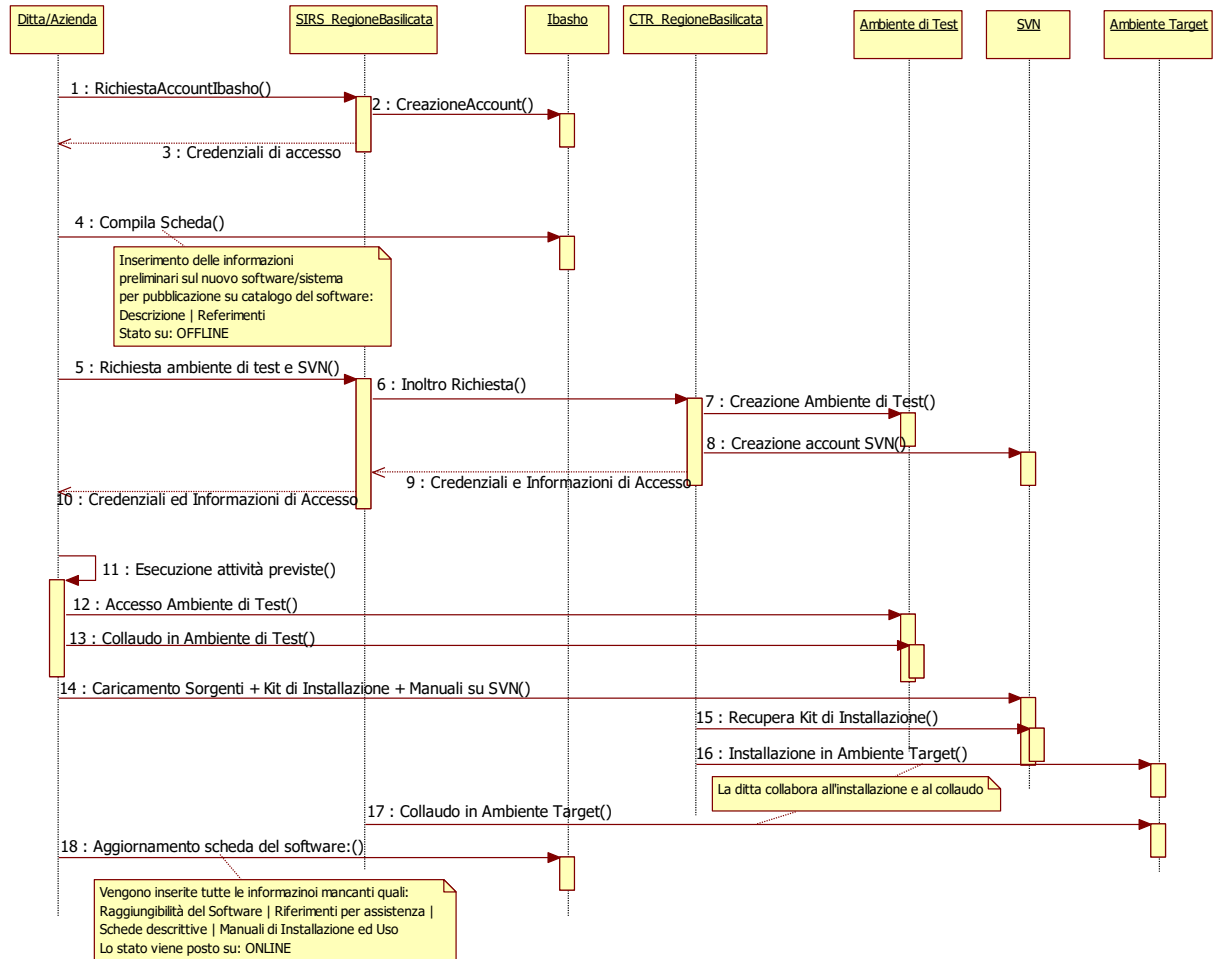 Ditta/Azienda
SIRS_RegioneBasilicata
Ibasho
CTR_RegioneBasilicata
Ambiente di Test
SVN
Ambiente Target
1 : RichiestaAccountIbasho()
2 : CreazioneAccount()
3 : Credenziali di accesso
4 : Compila Scheda()
Inserimento delle informazioni
preliminari sul nuovo software/sistema
per pubblicazione su catalogo del software:
Descrizione | Referimenti
Stato su: OFFLINE
5 : Richiesta ambiente di test e SVN()
6 : Inoltro Richiesta()
7 : Creazione Ambiente di Test()
8 : Creazione account SVN()
9 : Credenziali e Informazioni di Accesso
10 : Credenziali ed Informazioni di Accesso
11 : Esecuzione attività previste()
12 : Accesso Ambiente di Test()
13 : Collaudo in Ambiente di Test()
14 : Caricamento Sorgenti + Kit di Installazione + Manuali su SVN()
15 : Recupera Kit di Installazione()
16 : Installazione in Ambiente Target()
La ditta collabora all'installazione e al collaudo
17 : Collaudo in Ambiente Target()
18 : Aggiornamento scheda del software:()
Vengono inserite tutte le informazinoi mancanti quali:
Raggiungibilità del Software | Riferimenti per assistenza |
Schede descrittive | Manuali di Installazione ed Uso
Lo stato viene posto su: ONLINE